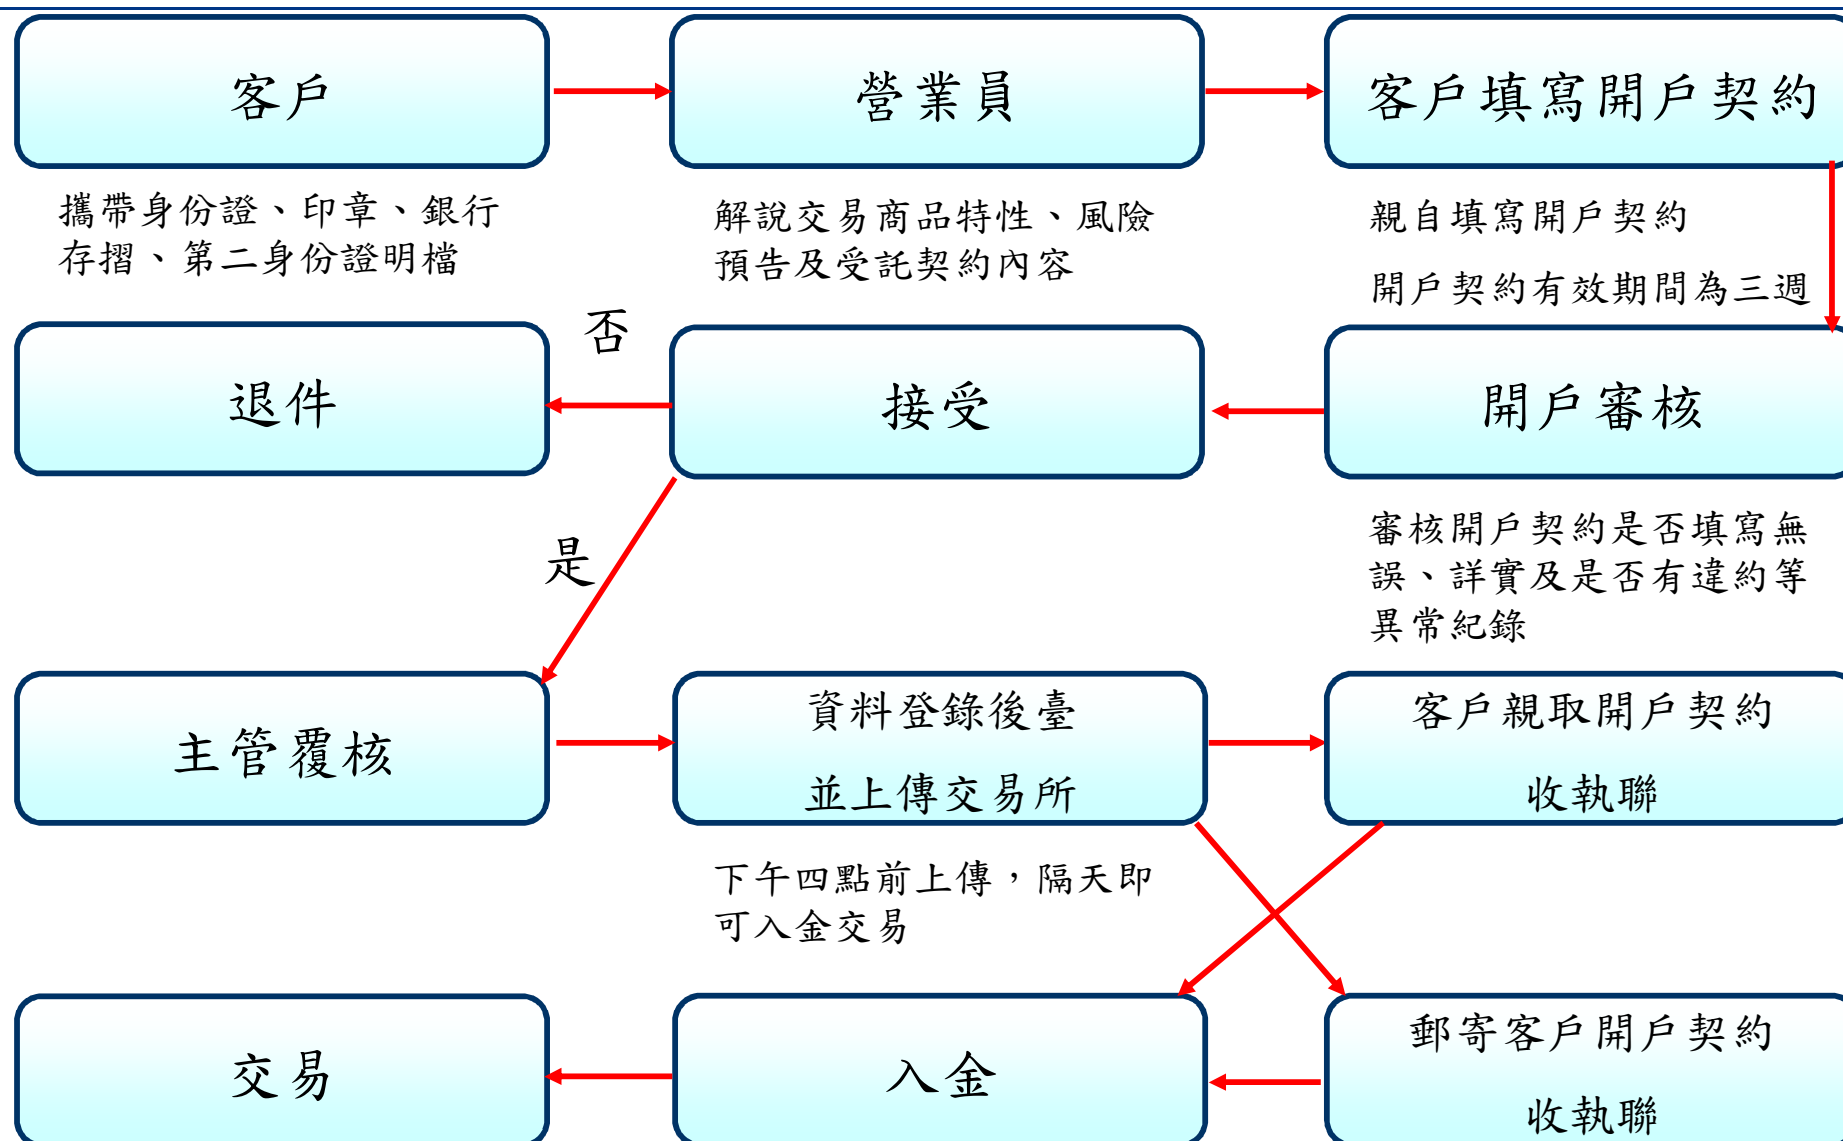 客戶
營業員
客戶填寫開戶契約
攜帶身份證、印章、銀行
存摺、第二身份證明檔
解說交易商品特性、風險
預告及受託契約內容
親自填寫開戶契約
開戶契約有效期間為三週
否
退件
接受
開戶審核
是
審核開戶契約是否填寫無
誤、詳實及是否有違約等
異常紀錄
主管覆核
資料登錄後臺
並上傳交易所
客戶親取開戶契約
收執聯
下午四點前上傳，隔天即
可入金交易
交易
入金
郵寄客戶開戶契約
收執聯